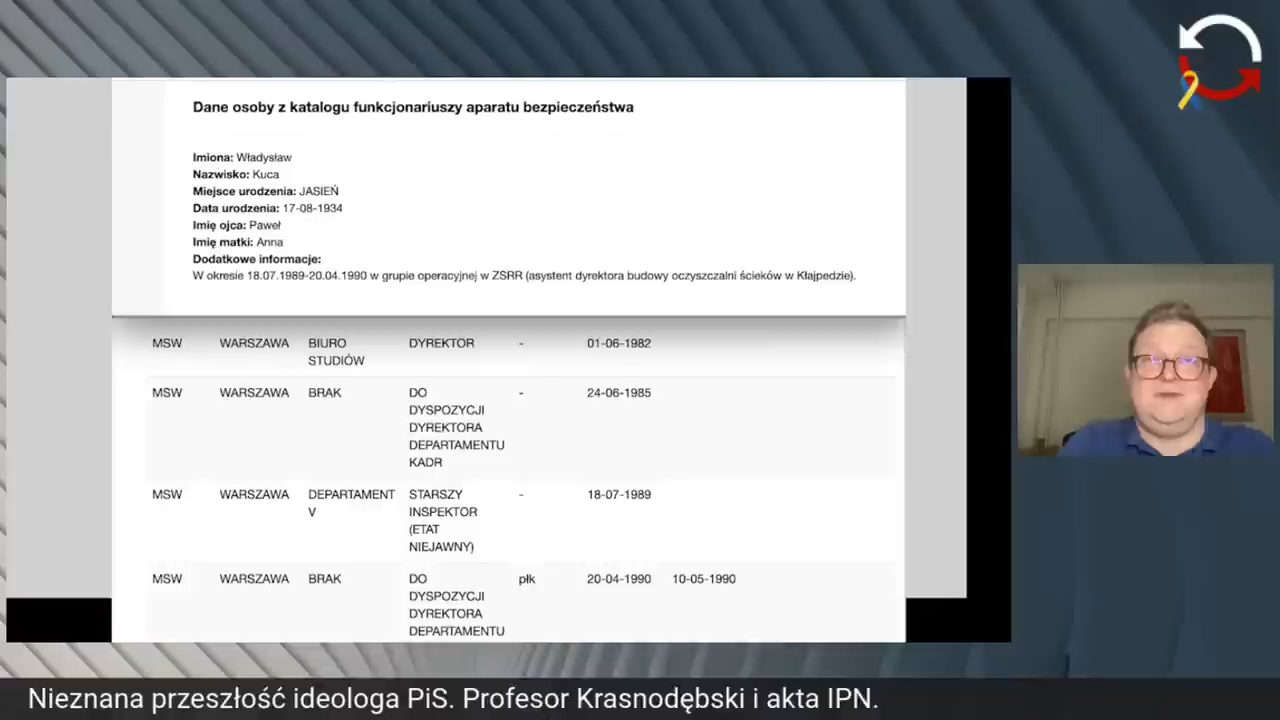 Dane osoby z katalogu funkcjonariuszy aparatu bezpieczeństwa
Imiona: Władysław
Nazwisko: Kuca
Miejsce urodzenia: JASIEŃ
Data urodzenia: 17-08-1934
Imię ojca: Paweł
Imię matki: Anna
Dodatkowe informacje:
W okresie 18.07.1989-20.04.1990 w grupie operacyjnej w ZSRR (asystent dyrektora budowy oczyszczalni ścieków w Kłajpedzie).
MSW WARSZAWA BIURO DYREKTOR - 01-06-1982
STUDIÓW
MSW WARSZAWA BRAK DO - 24-06-1985
DYSPOZYCJI
DYREKTORA
DEPARTAMENTU
KADR
MSW WARSZAWA DEPARTAMENT STARSZY - 18-07-1989
V INSPEKTOR
(ETAT
NIEJAWNY)
MSW WARSZAWA BRAK DO płk 20-04-1990 10-05-1990
DYSPOZYCJI
DYREKTORA
DEPARTAMENTU
Nieznana przeszłość ideologa PiS. Profesor Krasnodębski i akta IPN.